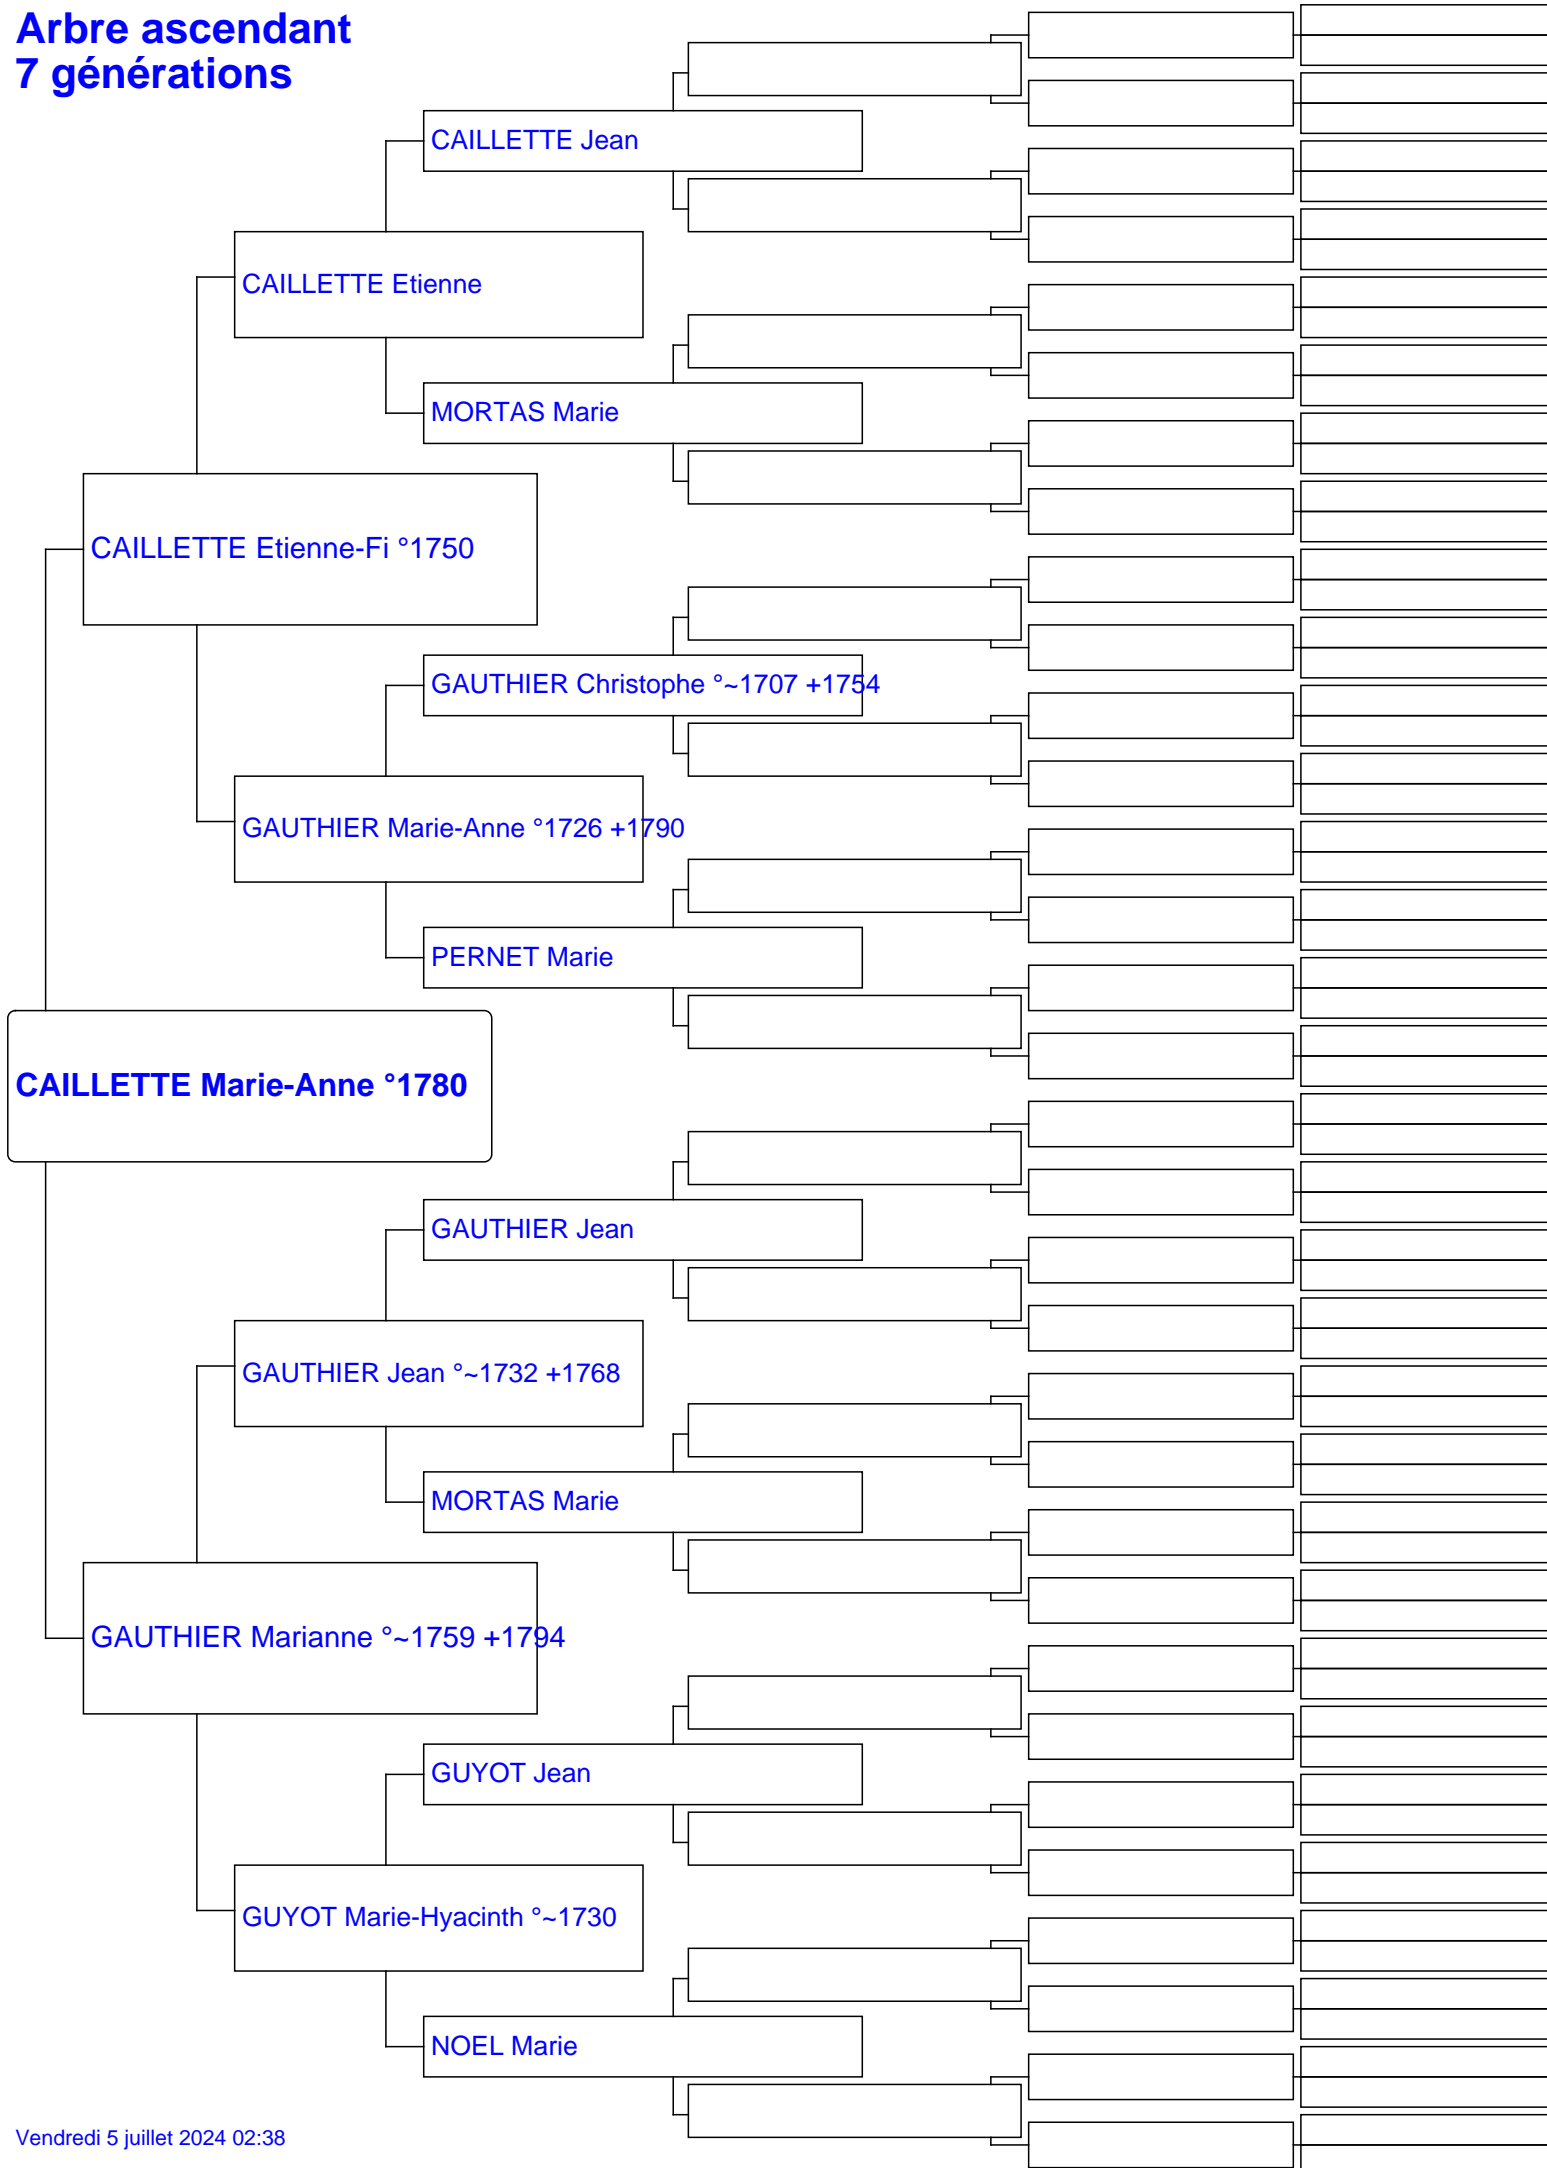 Arbre ascendant
7 générations
CAILLETTE Jean
CAILLETTE Etienne
MORTAS Marie
CAILLETTE Etienne-Fi °1750
GAUTHIER Christophe °~1707 +1754
GAUTHIER Marie-Anne °1726 +1790
PERNET Marie
CAILLETTE Marie-Anne °1780
GAUTHIER Jean
GAUTHIER Jean °~1732 +1768
MORTAS Marie
GAUTHIER Marianne °~1759 +1794
GUYOT Jean
GUYOT Marie-Hyacinth °~1730
NOEL Marie
Vendredi 5 juillet 2024 02:38